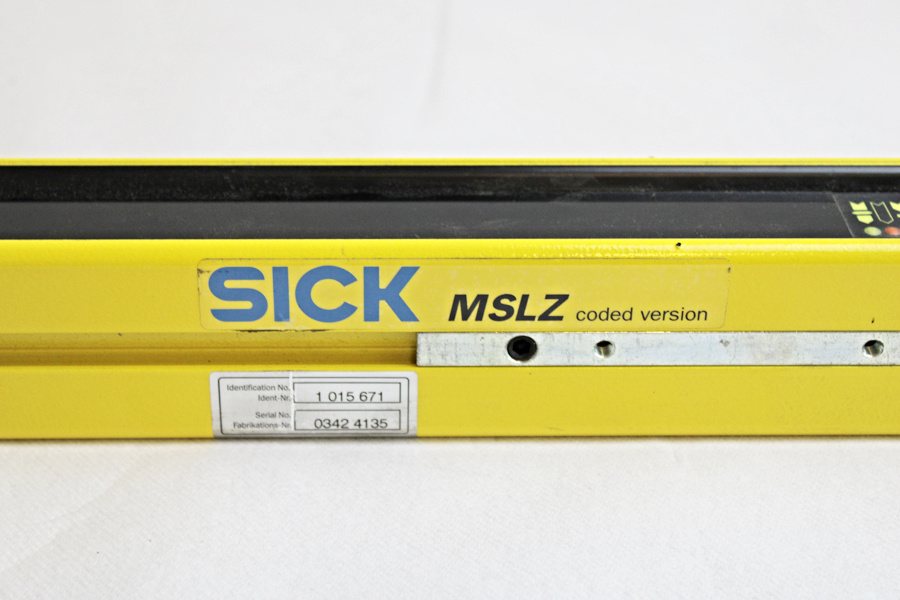 SICK MSLZ coded version
Identification No.
Ident-Nr. 1 015 671
Serial No.
Fabrikations-Nr. 0342 4135